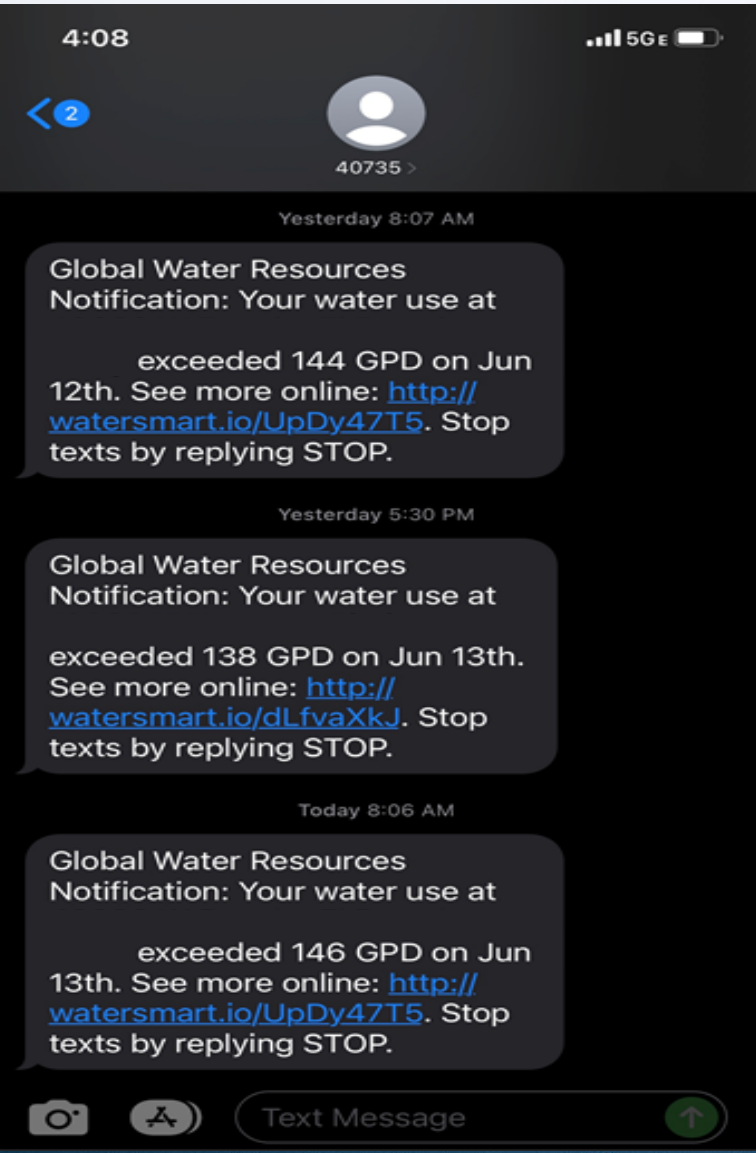 4:08
5GE
2
40735 >
Yesterday 8:07 AM
Global Water Resources
Notification: Your water use at
exceeded 144 GPD on Jun
12th. See more online: http://
watersmart.io/UpDy47T5. Stop
texts by replying STOP.
Yesterday 5:30 PM
Global Water Resources
Notification: Your water use at
exceeded 138 GPD on Jun 13th.
See more online: http://
watersmart.io/dLfvaXkJ. Stop
texts by replying STOP.
Today 8:06 AM
Global Water Resources
Notification: Your water use at
exceeded 146 GPD on Jun
13th. See more online: http://
watersmart.io/UpDy47T5. Stop
texts by replying STOP.
Text Message